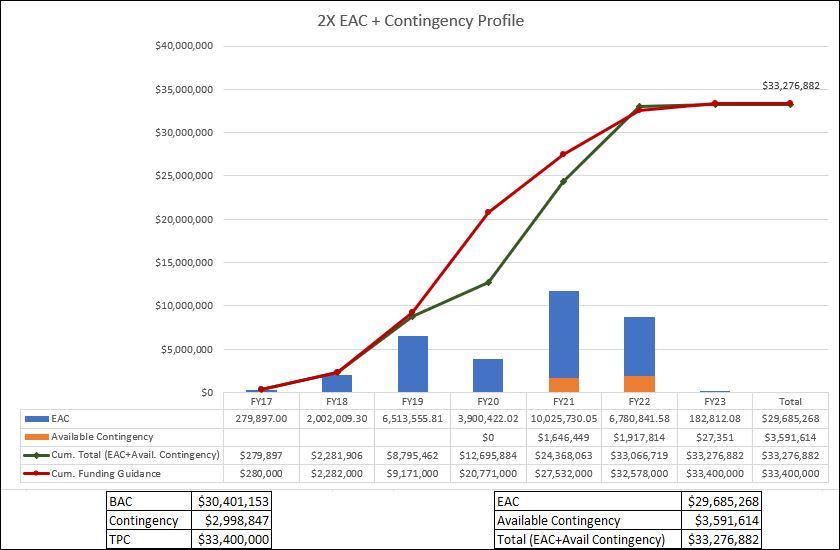 2X EAC + Contingency Profile
$40,000,000
$35,000,000
$33,276,882
$30,000,000
$25,000,000
$20,000,000
$15,000,000
$10,000,000
$5,000,000
$0
FY17 FY18 FY19 FY20 FY21 FY22 FY23 Total
EAC 279,897.00 2,002,009.30 6,513,555.81 3,900,422.02 10,025,730.05 6,780,841.58 182,812.08 $29,685,268
Available Contingency $0 $1,646,449 $1,917,814 $27,351 $3,591,614
Cum. Total (EAC+Avail. Contingency) $279,897 $2,281,906 $8,795,462 $12,695,884 $24,368,063 $33,066,719 $33,276,882 $33,276,882
Cum. Funding Guidance $280,000 $2,282,000 $9,171,000 $20,771,000 $27,532,000 $32,578,000 $33,400,000 $33,400,000
BAC $30,401,153 EAC $29,685,268
Contingency $2,998,847 Available Contingency $3,591,614
TPC $33,400,000 Total (EAC+Avail Contingency) $33,276,882